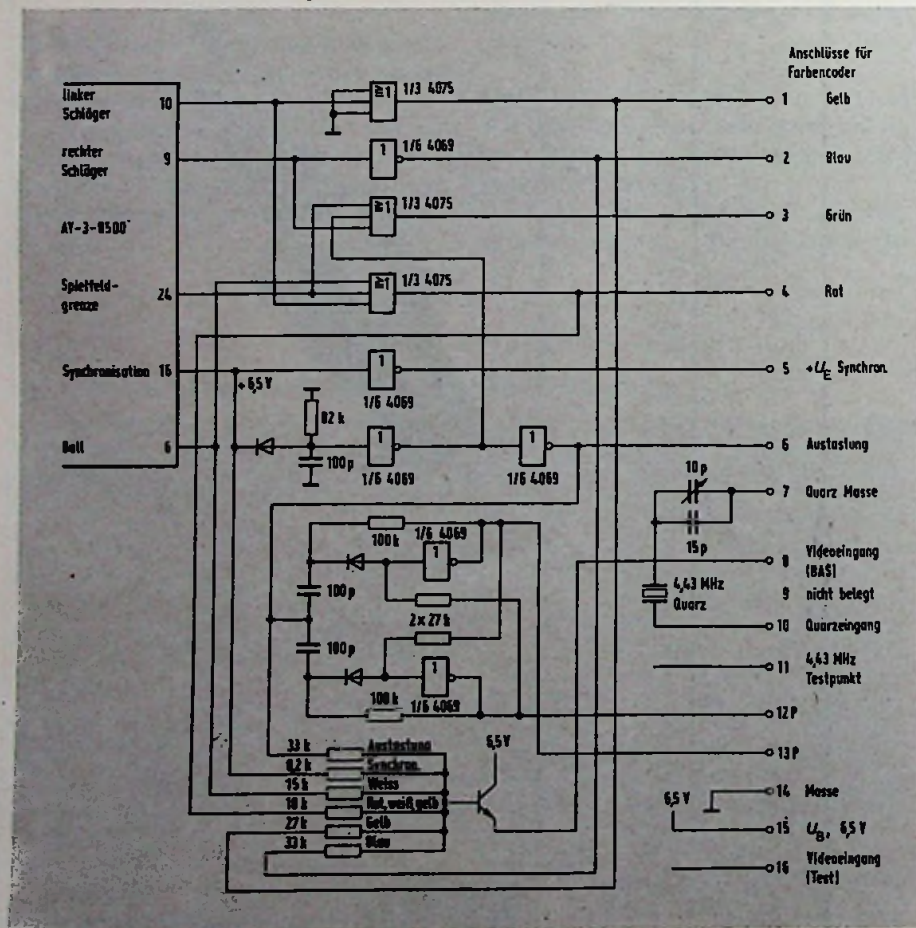 Anschlüsse für
Farbencoder
linker
Schläger
10
≧1
1/3 4075
1
Gelb
rechter
Schläger
9
1
1/6 4069
2
Blau
AY-3-8500
≧1
1/3 4075
3
Grün
Spielfeld-
grenze
24
≧1
1/3 4075
4
Rot
Synchronisation
16
+6,5 V
1
1/6 4069
5
+UE Synchron.
Ball
6
82 k
100 p
1
1/6 4069
1
1/6 4069
6
Austastung
10 p
15 p
7
Quarz Masse
100 k
1/6 4069
1
100 p
8
Videoeingang
(BAS)
4,43 MHz
Quarz
9
nicht belegt
2 x 27 k
10
Quarzeingang
100 p
1
1/6 4069
100 k
11
4,43 MHz
Testpunkt
12 P
13 P
33 k
Austastung
8,2 k
Synchron.
15 k
Weiss
18 k
Rot, weiß, gelb
27 k
Gelb
33 k
Blau
6,5 V
14
Masse
6,5 V
15
UB, 6,5 V
16
Videoeingang
(Test)